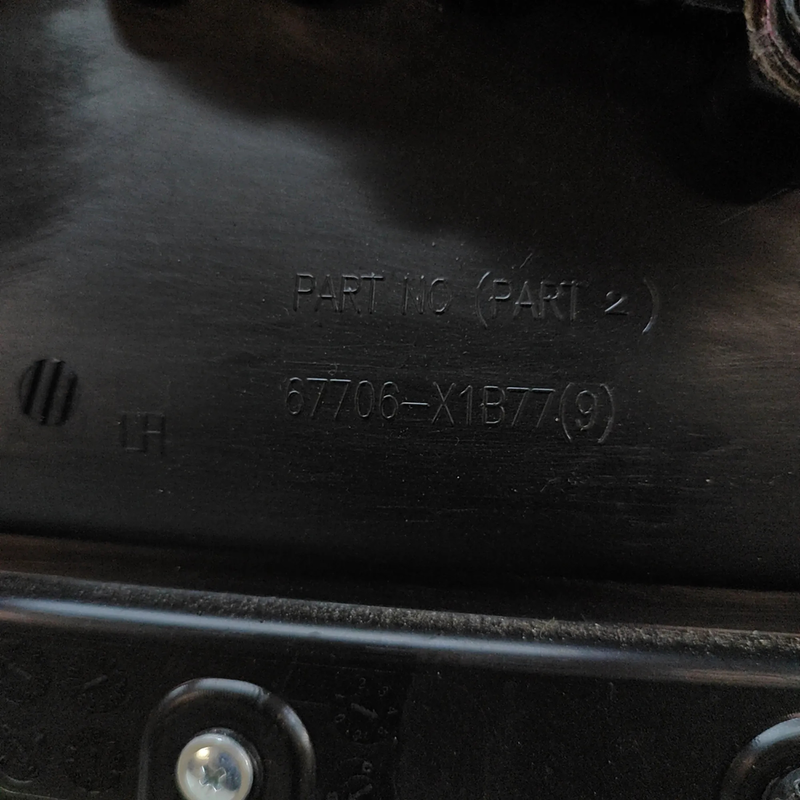 PART NO (PART 2)
67706-X1B77(9)
LH